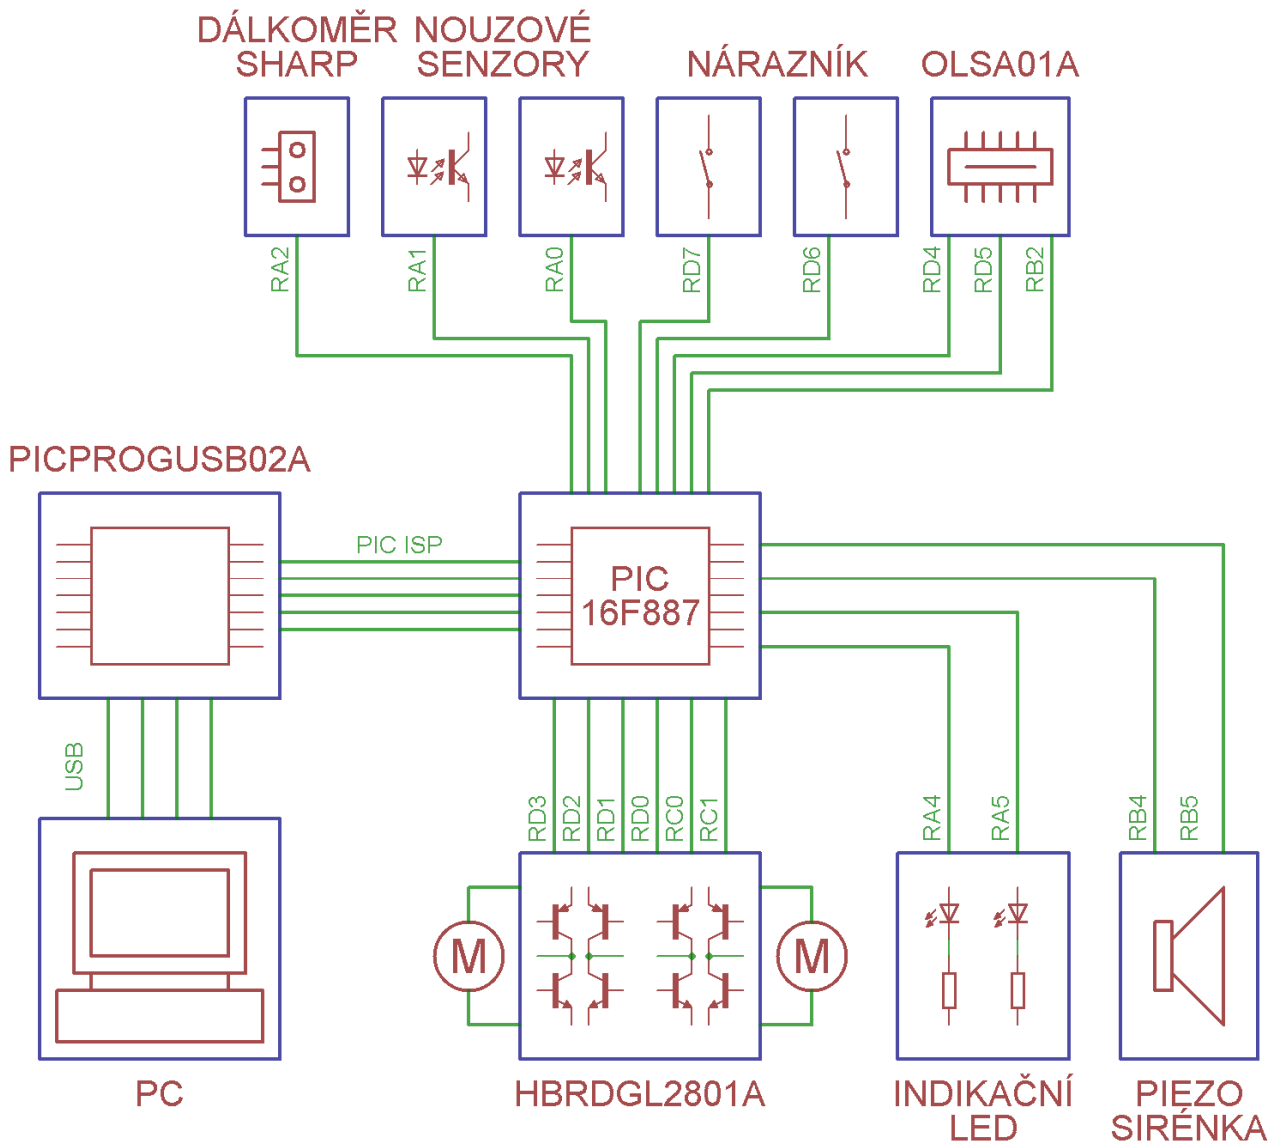 DÁLKOMĚR
SHARP
NOUZOVÉ
SENZORY
NÁRAZNÍK
OLSA01A
RA2
RA1
RA0
RD7
RD6
RD4
RD5
RB2
PICPROGUSB02A
PIC ISP
PIC
16F887
USB
RD3
RD2
RD1
RD0
RC0
RC1
RA4
RA5
RB4
RB5
M
M
PC
HBRDGL2801A
INDIKAČNÍ
LED
PIEZO
SIRÉNKA